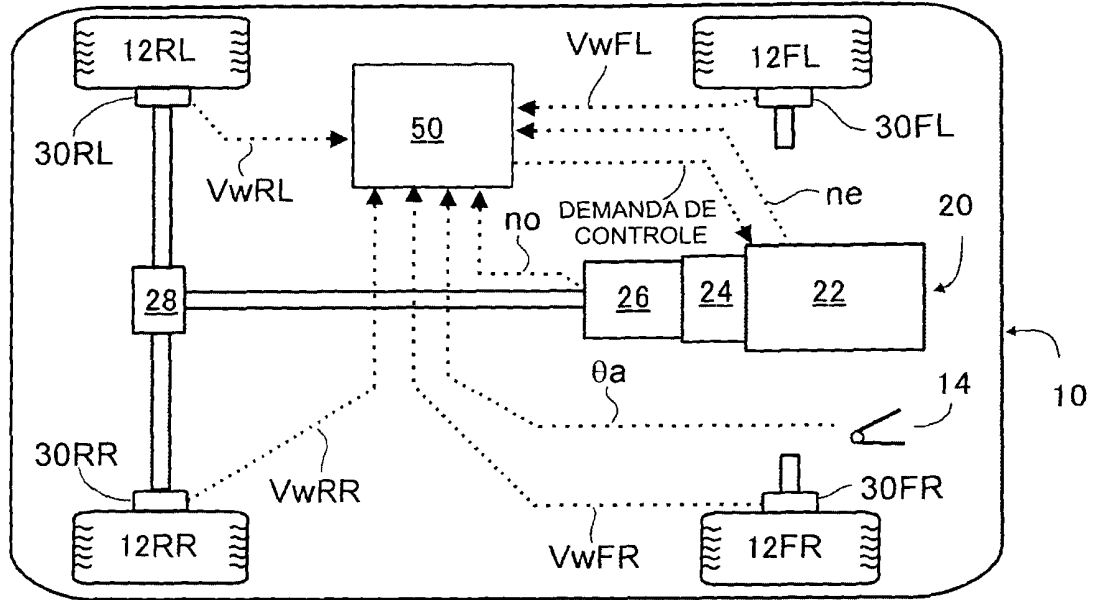 12RL
VwFL
12FL
30RL
50
30FL
VwRL
ne
no
DEMANDA DE
CONTROLE
20
28
26
24
22
θa
14
10
30RR
VwRR
30FR
12RR
VwFR
12FR